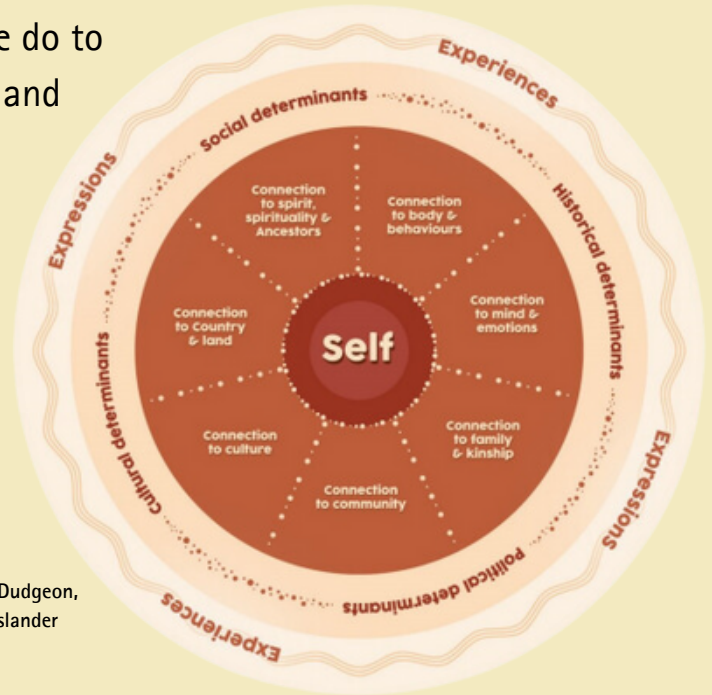 e do to
and
Experiences
Social determinants
Expressions
Historical determinants
Connection
to spirit,
spirituality &
Ancestors
Connection
to body &
behaviours
Connection
to Country
& land
Self
Connection
to mind &
emotions
Cultural determinants
Connection
to culture
Connection
to family
& kinship
Connection
to community
Expressions
Political determinants
Dudgeon,
slander
Experiences